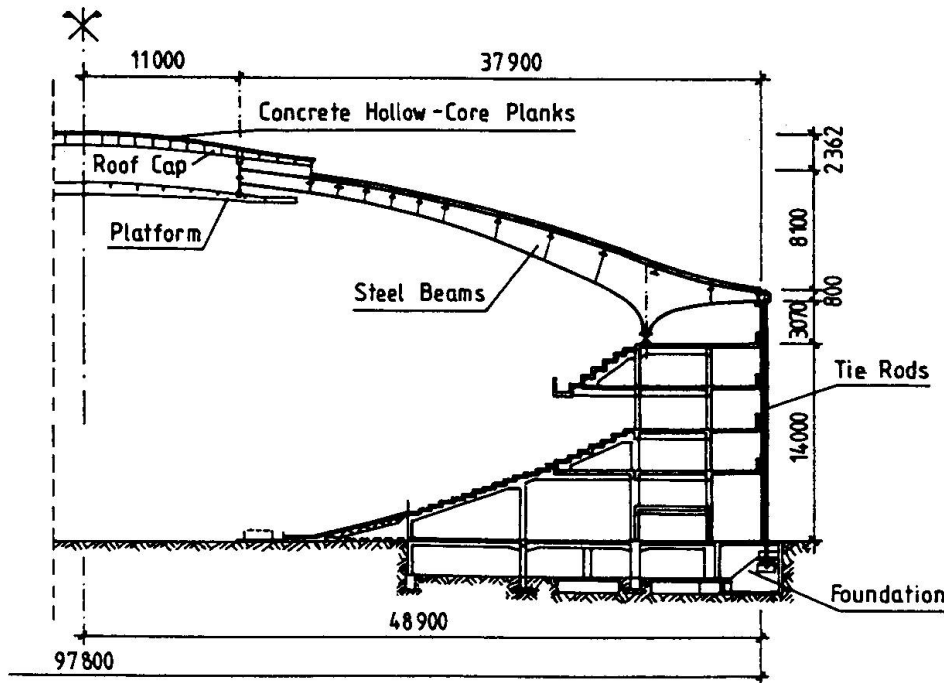 11000
37900
Concrete Hollow-Core Planks
Roof Cap
Platform
Steel Beams
2362
8100
800
3070
Tie Rods
14000
Foundation
48900
97800